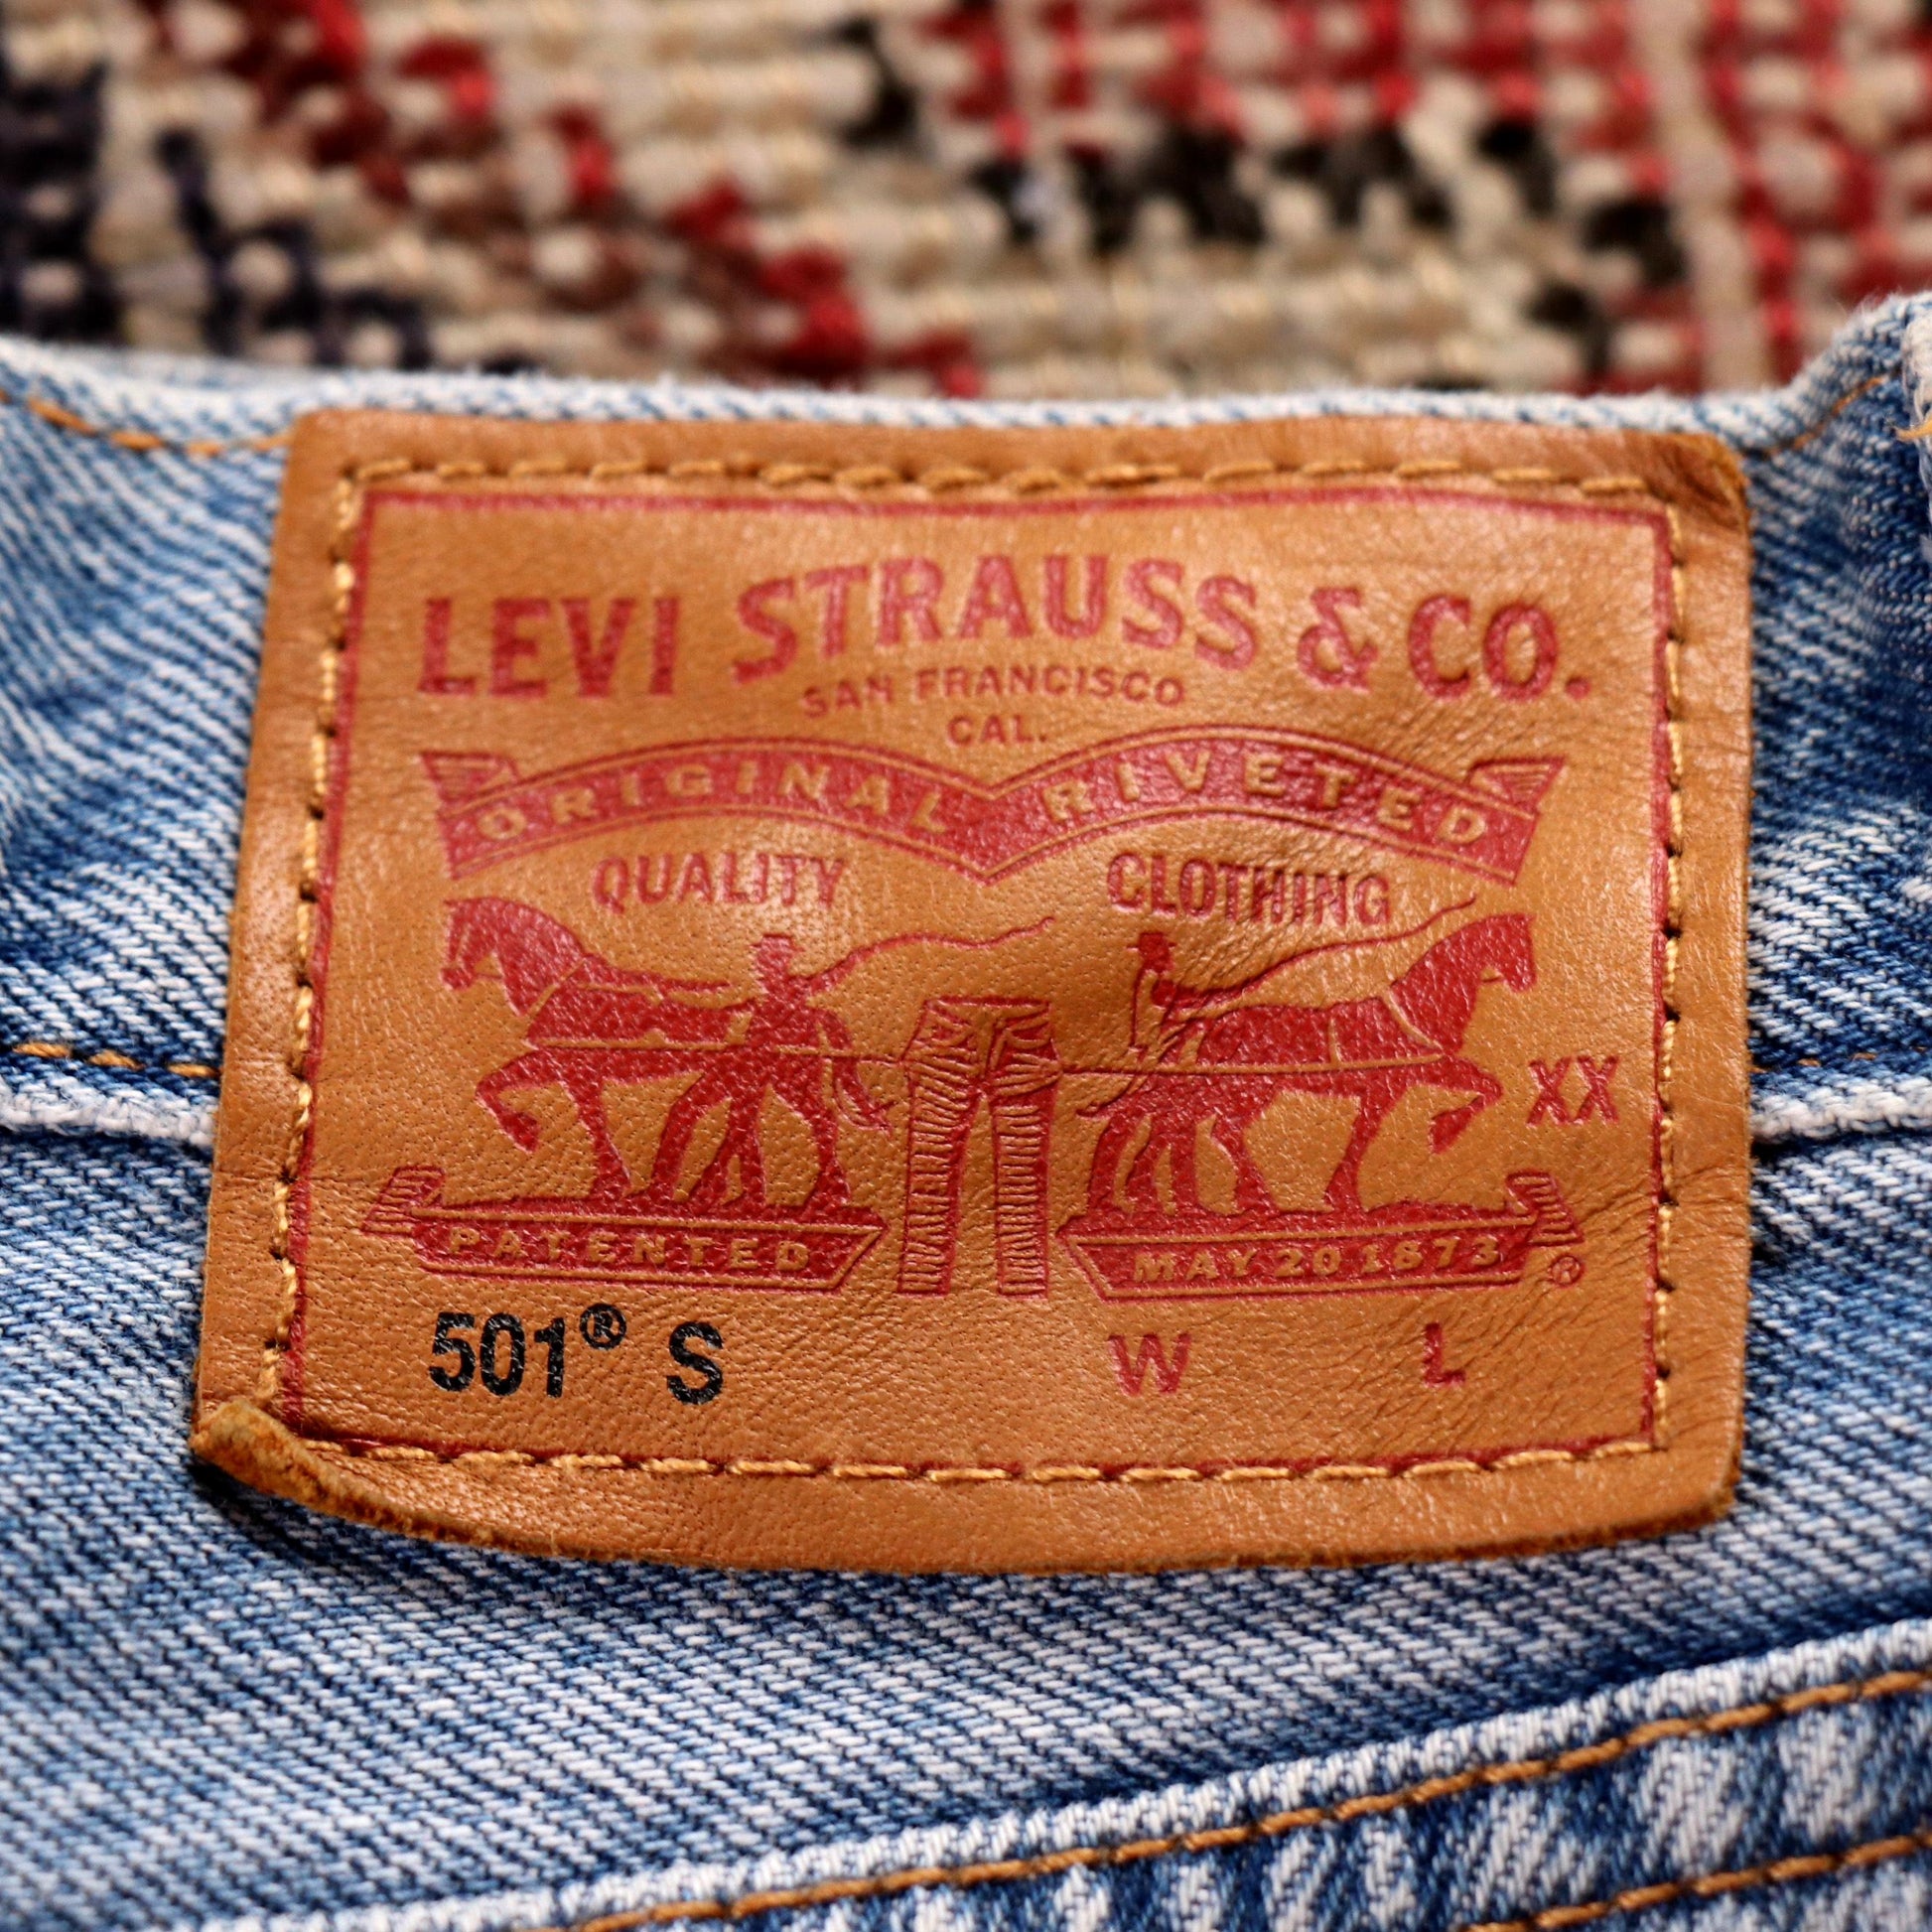 LEVI STRAUSS & CO.
SAN FRANCISCO
CAL.
ORIGINAL RIVETED
QUALITY CLOTHING
XX
PATENTED MAY 20 1873 ®
501® S W L